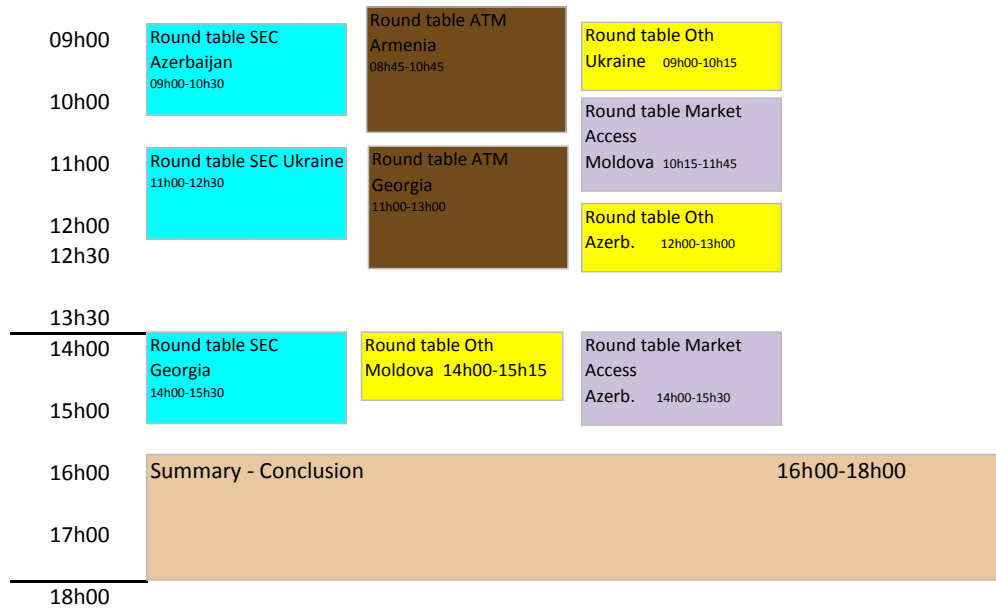 09h00
10h00
11h00
12h00
12h30
13h30
14h00
15h00
16h00
17h00
18h00
Round table SEC
Azerbaijan
09h00-10h30
Round table ATM
Armenia
08h45-10h45
Round table Oth
Ukraine 09h00-10h15
Round table Market
Access
Moldova 10h15-11h45
Round table SEC Ukraine
11h00-12h30
Round table ATM
Georgia
11h00-13h00
Round table Oth
Azerb. 12h00-13h00
Round table SEC
Georgia
14h00-15h30
Round table Oth
Moldova 14h00-15h15
Round table Market
Access
Azerb. 14h00-15h30
Summary - Conclusion 16h00-18h00